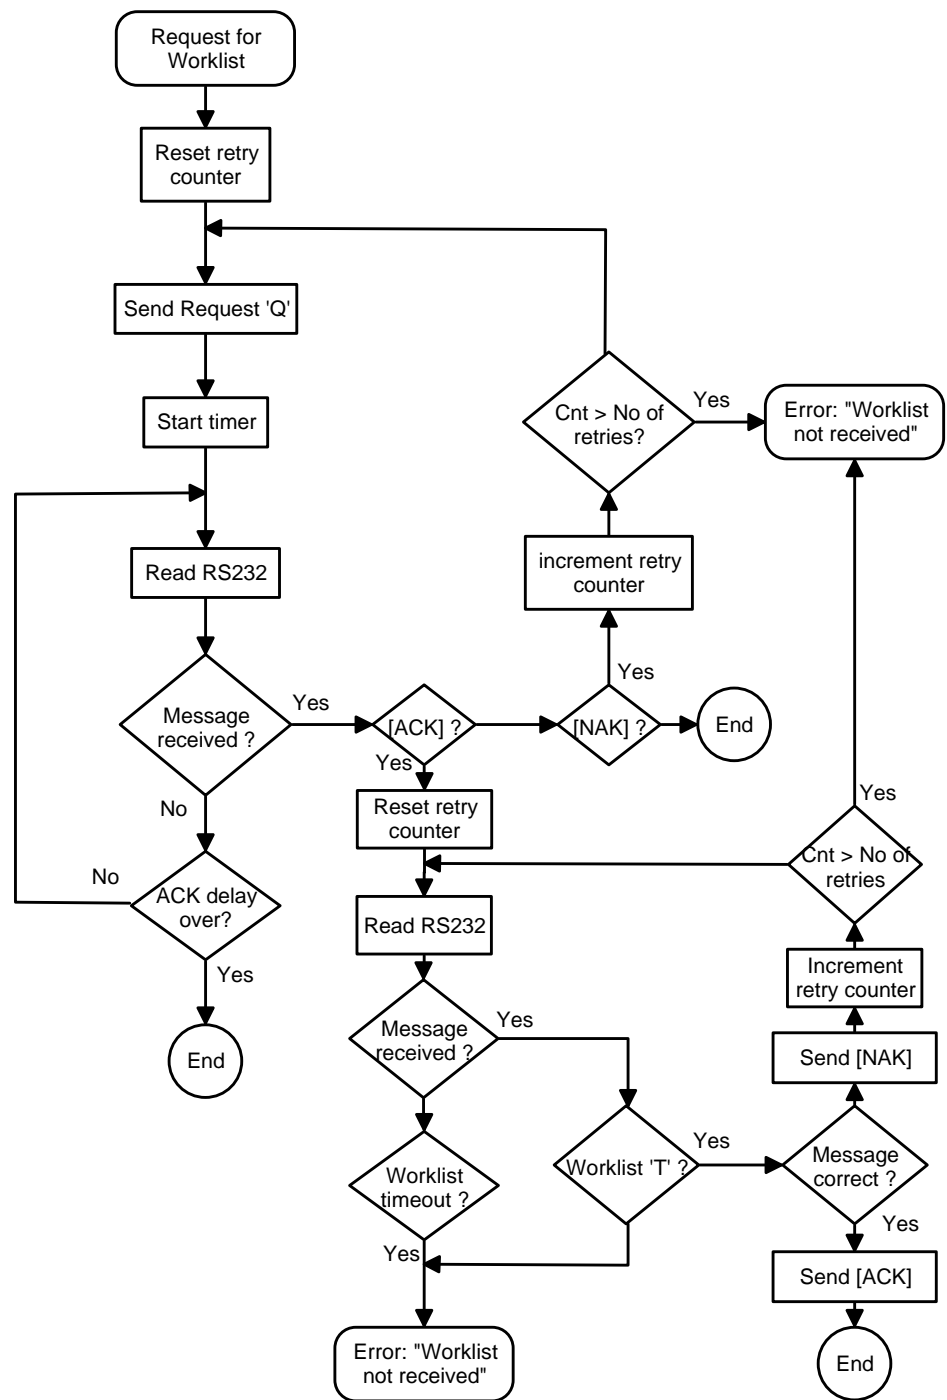 Request for
Worklist
Reset retry
counter
Send Request 'Q'
Start timer
Cnt > No of
retries?
Yes
Error: "Worklist
not received"
Read RS232
increment retry
counter
Yes
Message
received ?
Yes
[ACK] ?
[NAK] ?
End
Yes
No
Reset retry
counter
Yes
Cnt > No of
retries
No
ACK delay
over?
Yes
Read RS232
Increment
retry counter
End
Message
received ?
Yes
Send [NAK]
Worklist
timeout ?
Worklist 'T' ?
Yes
Message
correct ?
Yes
Yes
Send [ACK]
Error: "Worklist
not received"
End